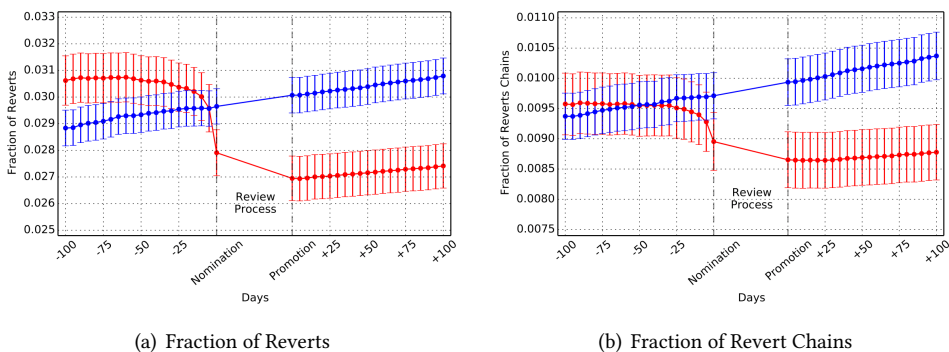 0.033
0.032
0.031
0.030
0.029
0.028
0.027
0.026
0.025
Fraction of Reverts
Review
Process
-100
-75
-50
-25
Nomination
Promotion
+25
+50
+75
+100
Days
(a) Fraction of Reverts
0.0110
0.0105
0.0100
0.0095
0.0090
0.0085
0.0080
0.0075
Fraction of Reverts Chains
Review
Process
-100
-75
-50
-25
Nomination
Promotion
+25
+50
+75
+100
Days
(b) Fraction of Revert Chains